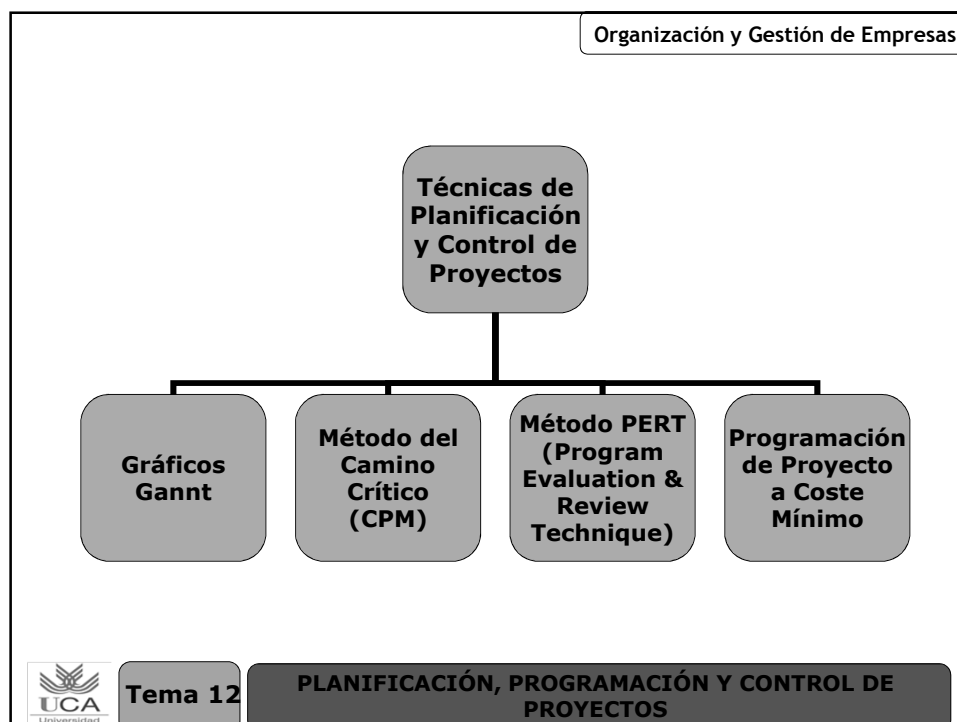 Organización y Gestión de Empresas
Técnicas de
Planificación
y Control de
Proyectos
Gráficos
Gannt
Método del
Camino
Crítico
(CPM)
Método PERT
(Program
Evaluation &
Review
Technique)
Programación
de Proyecto
a Coste
Mínimo
UCA
Universidad
Tema 12
PLANIFICACIÓN, PROGRAMACIÓN Y CONTROL DE
PROYECTOS